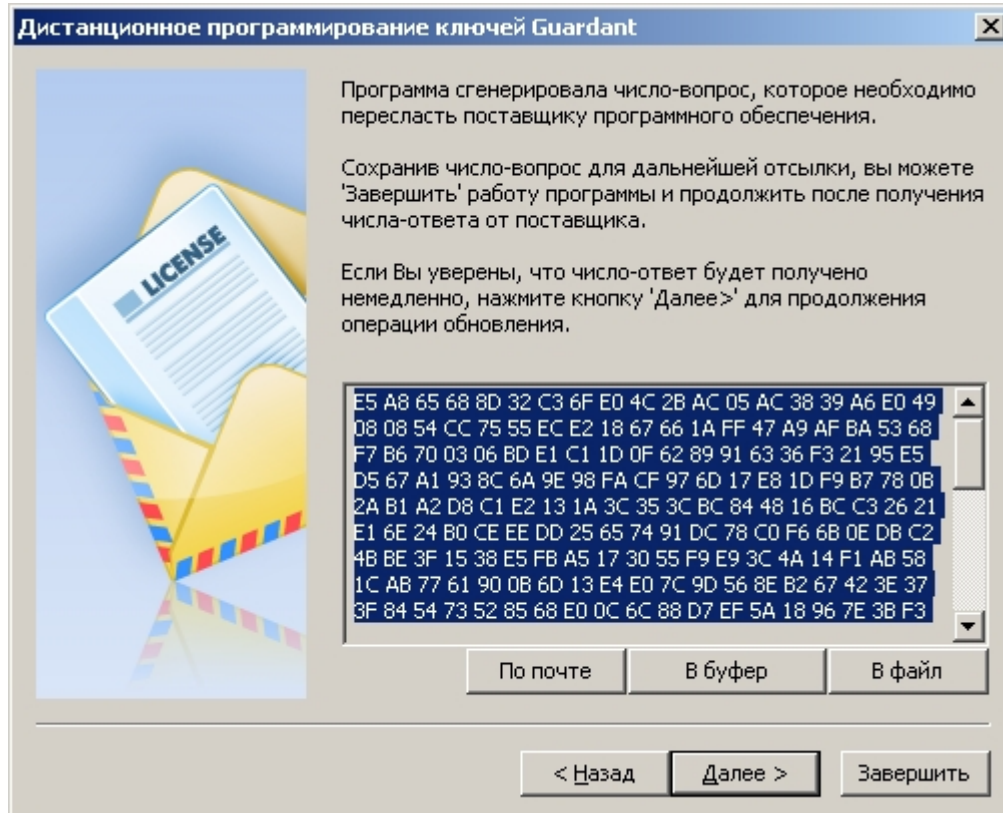 Дистанционное программирование ключей Guardant
LICENSE
Программа сгенерировала число-вопрос, которое необходимо
переслать поставщику программного обеспечения.
Сохранив число-вопрос для дальнейшей отсылки, вы можете
'Завершить' работу программы и продолжить после получения
числа-ответа от поставщика.
Если Вы уверены, что число-ответ будет получено
немедленно, нажмите кнопку 'Далее>' для продолжения
операции обновления.
E5 A8 65 68 8D 32 C3 6F E0 4C 2B AC 05 AC 38 39 A6 E0 49
08 08 54 CC 75 55 EC E2 18 67 66 1A FF 47 A9 AF BA 53 68
F7 B6 70 03 06 BD E1 C1 1D 0F 62 89 91 63 36 F3 21 95 E5
D5 67 A1 93 8C 6A 9E 98 FA CF 97 6D 17 E8 1D F9 B7 78 0B
2A B1 A2 D8 C1 E2 13 1A 3C 35 3C BC 84 48 16 BC C3 26 21
E1 6E 24 B0 CE EE DD 25 65 74 91 DC 78 C0 F6 6B 0E DB C2
4B BE 3F 15 38 E5 FB A5 17 30 55 F9 E9 3C 4A 14 F1 AB 58
1C AB 77 61 90 0B 6D 13 E4 E0 7C 9D 56 8E B2 67 42 3E 37
3F 84 54 73 52 85 68 E0 0C 6C 88 D7 EF 5A 18 96 7E 3B F3
По почте
В буфер
В файл
< Назад
Далее >
Завершить